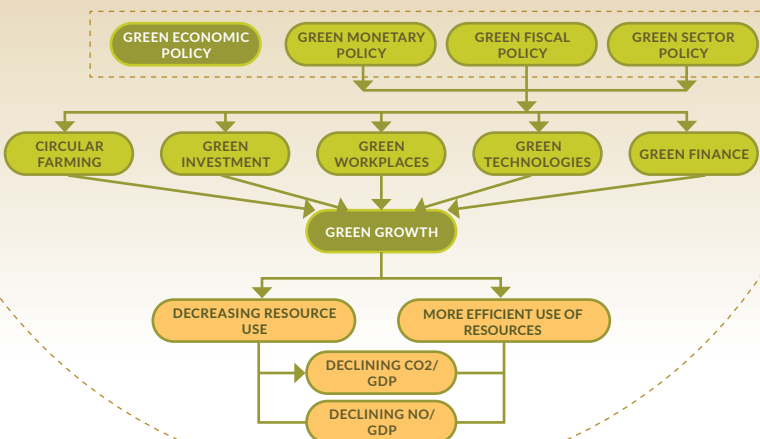 GREEN ECONOMIC
POLICY
GREEN MONETARY
POLICY
GREEN FISCAL
POLICY
GREEN SECTOR
POLICY
CIRCULAR
FARMING
GREEN
INVESTMENT
GREEN
WORKPLACES
GREEN
TECHNOLOGIES
GREEN FINANCE
GREEN GROWTH
DECREASING RESOURCE
USE
MORE EFFICIENT USE OF
RESOURCES
DECLINING CO2/
GDP
DECLINING NO/
GDP